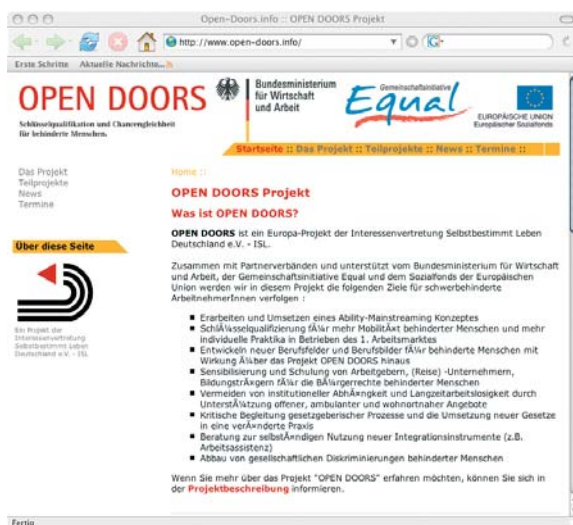 Open-Doors.info :: OPEN DOORS Projekt
http://www.open-doors.info/
Erste Schritte Aktuelle Nachrichte...
OPEN DOORS
Schlüsselqualifikation und Chancengleichheit
für behinderte Menschen.
Bundesministerium
für Wirtschaft
und Arbeit
Gemeinschaftsinitiative
Equal
EUROPÄISCHE UNION
Europäischer Sozialfonds
Startseite :: Das Projekt :: Teilprojekte :: News :: Termine ::
Das Projekt
Teilprojekte
News
Termine
Über diese Seite
Ein Projekt der
Interessenvertretung
Selbstbestimmt Leben
Deutschland e.V. - ISL
Home ::
OPEN DOORS Projekt
Was ist OPEN DOORS?
OPEN DOORS ist ein Europa-Projekt der Interessenvertretung Selbstbestimmt Leben
Deutschland e.V. - ISL.
Zusammen mit Partnerverbänden und unterstützt vom Bundesministerium für Wirtschaft
und Arbeit, der Gemeinschaftsinitiative Equal und dem Sozialfonds der Europäischen
Union werden wir in diesem Projekt die folgenden Ziele für schwerbehinderte
ArbeitnehmerInnen verfolgen :
■ Erarbeiten und Umsetzen eines Ability-Mainstreaming Konzeptes
■ SchlÃ¼sselqualifizierung fÃ¼r mehr MobilitÃ¤t behinderter Menschen und mehr
individuelle Praktika in Betrieben des 1. Arbeitsmarktes
■ Entwickeln neuer Berufsfelder und Berufsbilder fÃ¼r behinderte Menschen mit
Wirkung Ã¼ber das Projekt OPEN DOORS hinaus
■ Sensibilisierung und Schulung von Arbeitgebern, (Reise) -Unternehmern,
BildungstrÃ¤gern fÃ¼r die BÃ¼rgerrechte behinderter Menschen
■ Vermeiden von institutioneller AbhÃ¤ngkeit und Langzeitarbeitslosigkeit durch
UnterstÃ¼tzung offener, ambulanter und wohnortnaher Angebote
■ Kritische Begleitung gesetzgeberischer Prozesse und die Umsetzung neuer Gesetze
in eine verÃ¤nderte Praxis
■ Beratung zur selbstÃ¤ndigen Nutzung neuer Integrationsinstrumente (z.B.
Arbeitsassistenz)
■ Abbau von gesellschaftlichen Diskriminierungen behinderter Menschen
Wenn Sie mehr über das Projekt "OPEN DOORS" erfahren möchten, können Sie sich in
der Projektbeschreibung informieren.
Fertig